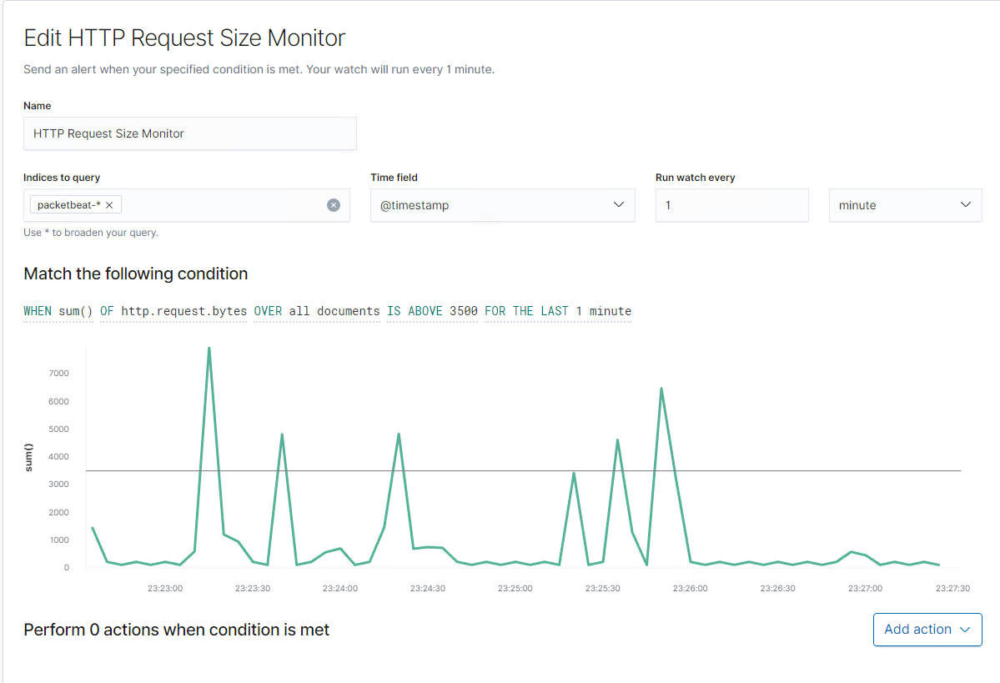 Edit HTTP Request Size Monitor
Send an alert when your specified condition is met. Your watch will run every 1 minute.
Name
HTTP Request Size Monitor
Indices to query
Time field
Run watch every
packetbeat-*
@timestamp
1
minute
Use * to broaden your query.
Match the following condition
WHEN sum() OF http.request.bytes OVER all documents IS ABOVE 3500 FOR THE LAST 1 minute
sum()
7000
6000
5000
4000
3000
2000
1000
0
23:23:00 23:23:30 23:24:00 23:24:30 23:25:00 23:25:30 23:26:00 23:26:30 23:27:00 23:27:30
Perform 0 actions when condition is met
Add action